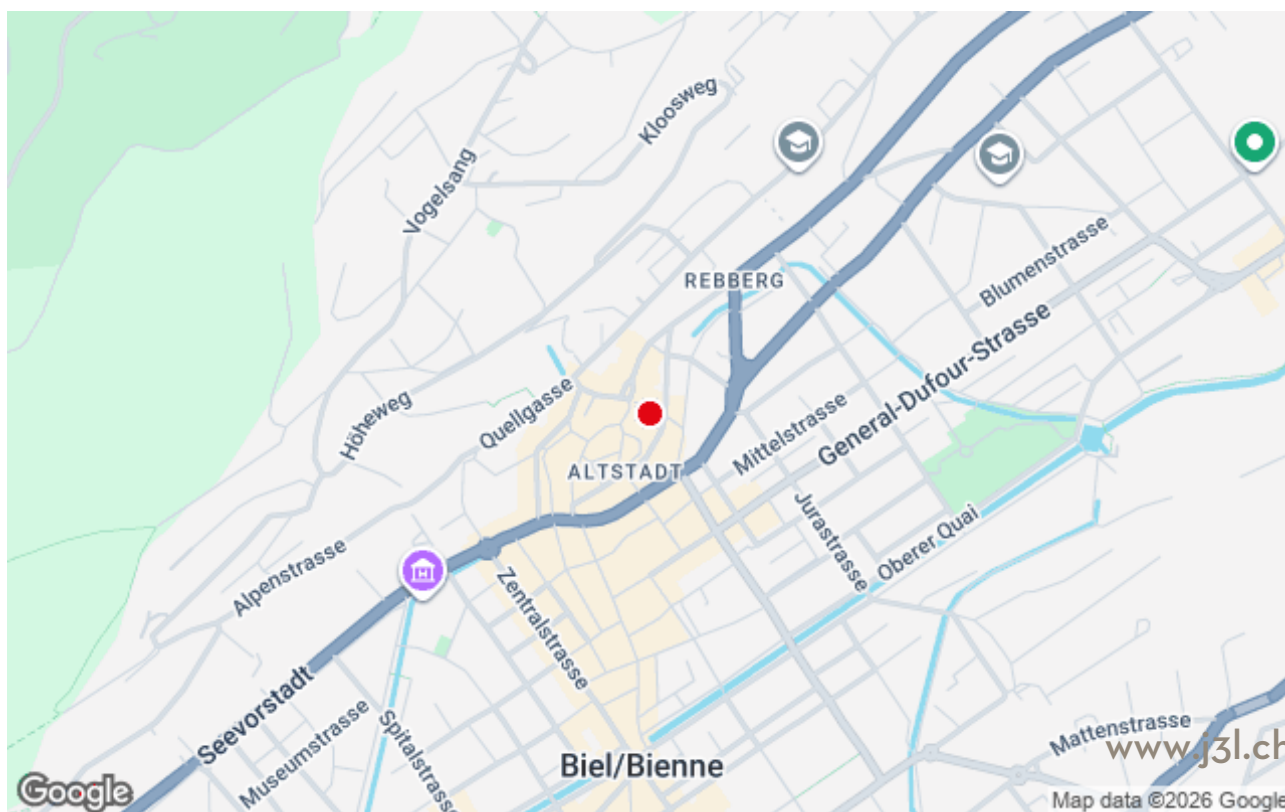 Kloosweg
Vogelsang
REBBERG
Blumenstrasse
General-Dufour-Strasse
Höheweg
Quellgasse
Mittelstrasse
ALTSTADT
Jurastrasse
Oberer Quai
Alpenstrasse
Zentralstrasse
Seevorstadt
Museumstrasse
Spitalstrasse
Mattenstrasse
www.j3l.ch
Biel/Bienne
Google
Map data ©2026 Google